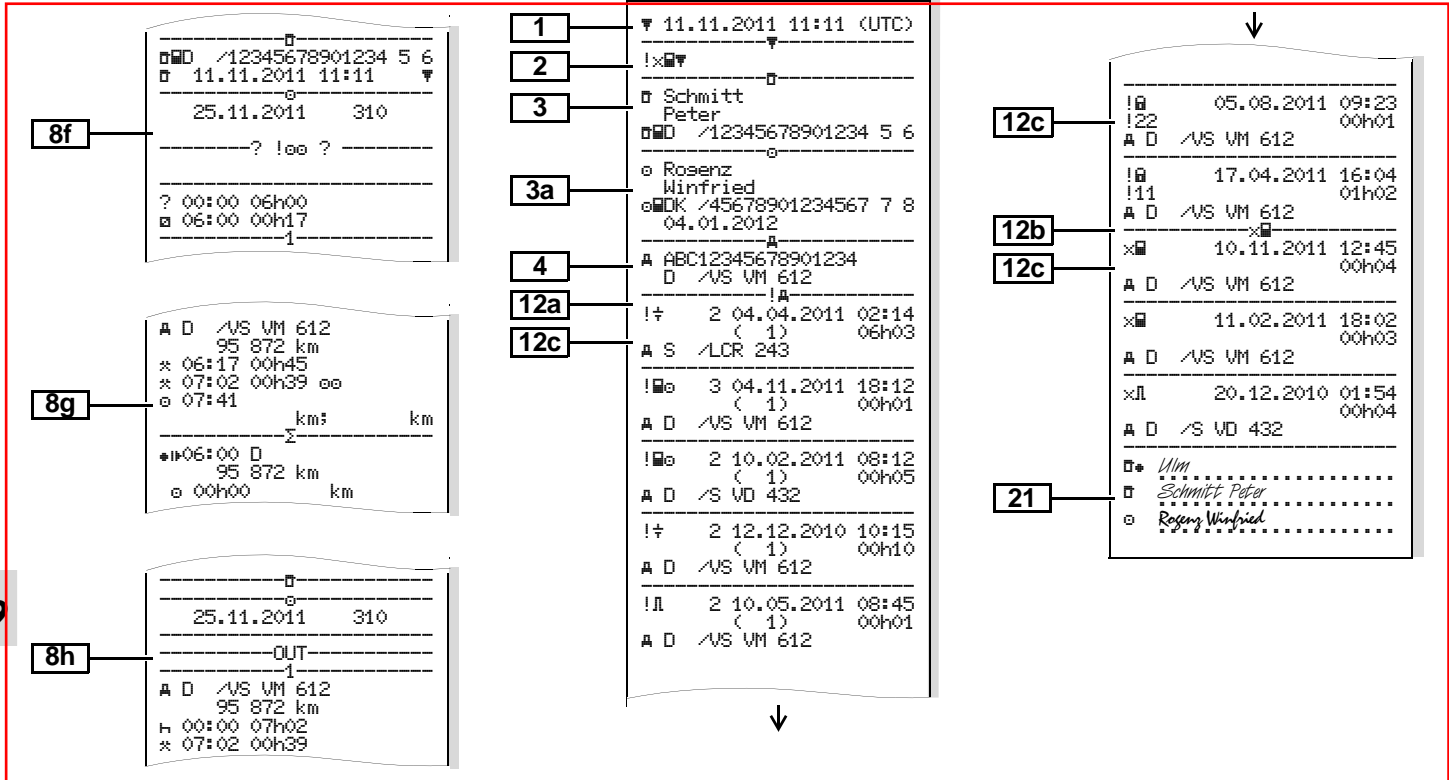 8f
/12345678901234 5 6
11.11.2011 11:11
25.11.2011 310
? ! ?
? 00:00 06h00
06:00 00h17
1
8g
A D /VS VM 612
95 872 km
06:17 00h45
07:02 00h39
07:41
km; km
Σ
06:00 D
95 872 km
00h00 km
8h
25.11.2011 310
OUT
1
A D /VS VM 612
95 872 km
00:00 07h02
07:02 00h39
9
1
▼ 11.11.2011 11:11 (UTC)
2
!x
3
Schmitt
Peter
D /12345678901234 5 6
3a
Rogenz
Winfried
DK /45678901234567 7 8
04.01.2012
4
A ABC12345678901234
D /VS VM 612
!A
12a
!÷ 2 04.04.2011 02:14
( 1) 06h03
12c
A S /LCR 243
! 3 04.11.2011 18:12
( 1) 00h01
A D /VS VM 612
! 2 10.02.2011 08:12
( 1) 00h05
A D /S VD 432
!÷ 2 12.12.2010 10:15
( 1) 00h10
A D /VS VM 612
! 2 10.05.2011 08:45
( 1) 00h01
A D /VS VM 612
12c
! 05.08.2011 09:23
!22 00h01
A D /VS VM 612
! 17.04.2011 16:04
!11 01h02
A D /VS VM 612
12b
x
12c
x 10.11.2011 12:45
00h04
A D /VS VM 612
x 11.02.2011 18:02
00h03
A D /VS VM 612
x 20.12.2010 01:54
00h04
A D /S VD 432
21
Ulm
Schmitt Peter
Rogenz Winfried